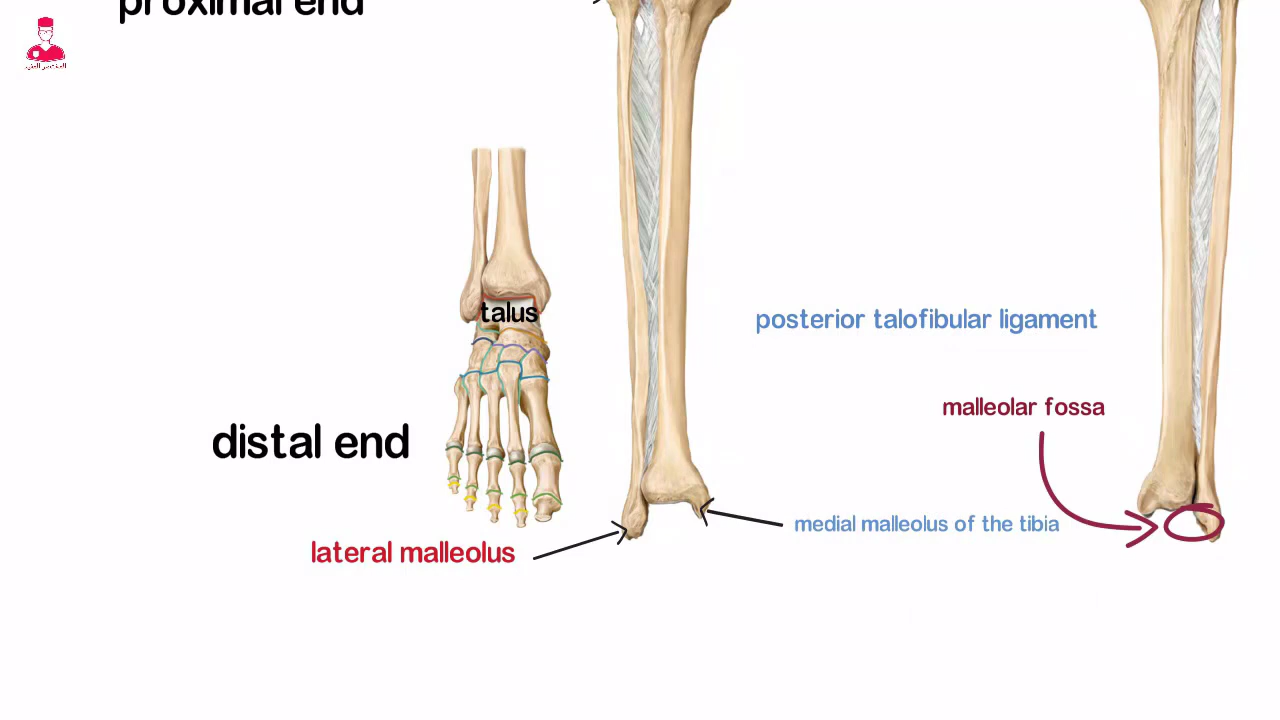 proximal end
talus
posterior talofibular ligament
malleolar fossa
distal end
medial malleolus of the tibia
lateral malleolus